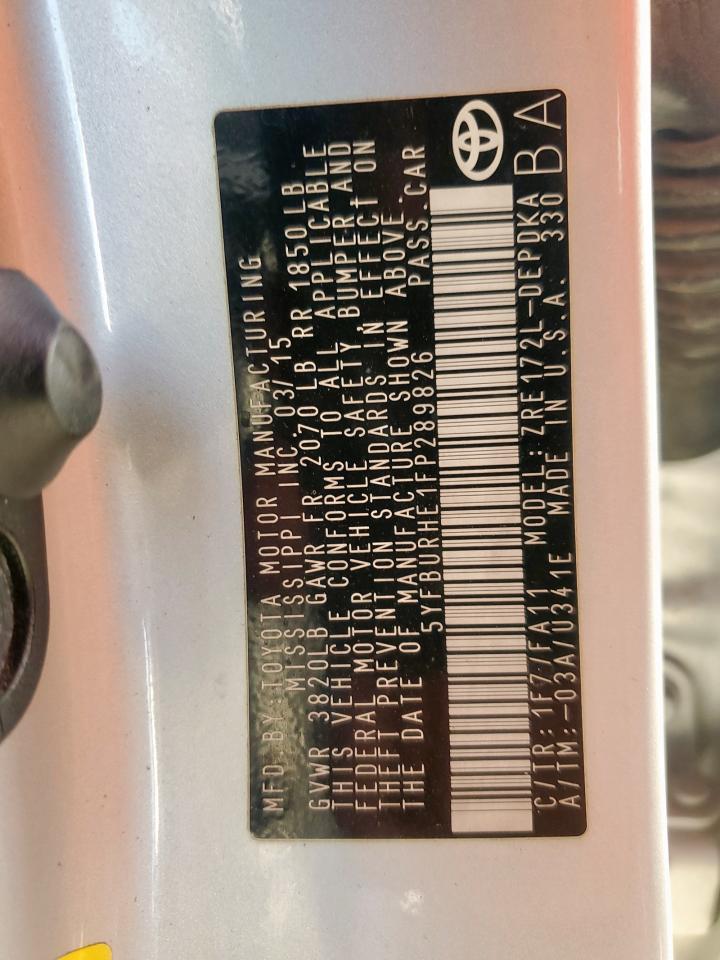 MFD.BY:TOYOTA MOTOR MANUFACTURING
MISSISSIPPI INC. 03/15
GVWR 3820LB GAWR FR 2070LB RR 1850LB
THIS VEHICLE CONFORMS TO ALL APPLICABLE
FEDERAL MOTOR VEHICLE SAFETY, BUMPER AND
THEFT PREVENTION STANDARDS IN EFFECT ON
THE DATE OF MANUFACTURE SHOWN ABOVE.
5YFBURHE1FP289826 PASS.CAR
C/TR:1F7/FA11 MODEL:ZRE172L-DEPDKA
A/TM:-03A/U341E MADE IN U.S.A. 330 BA